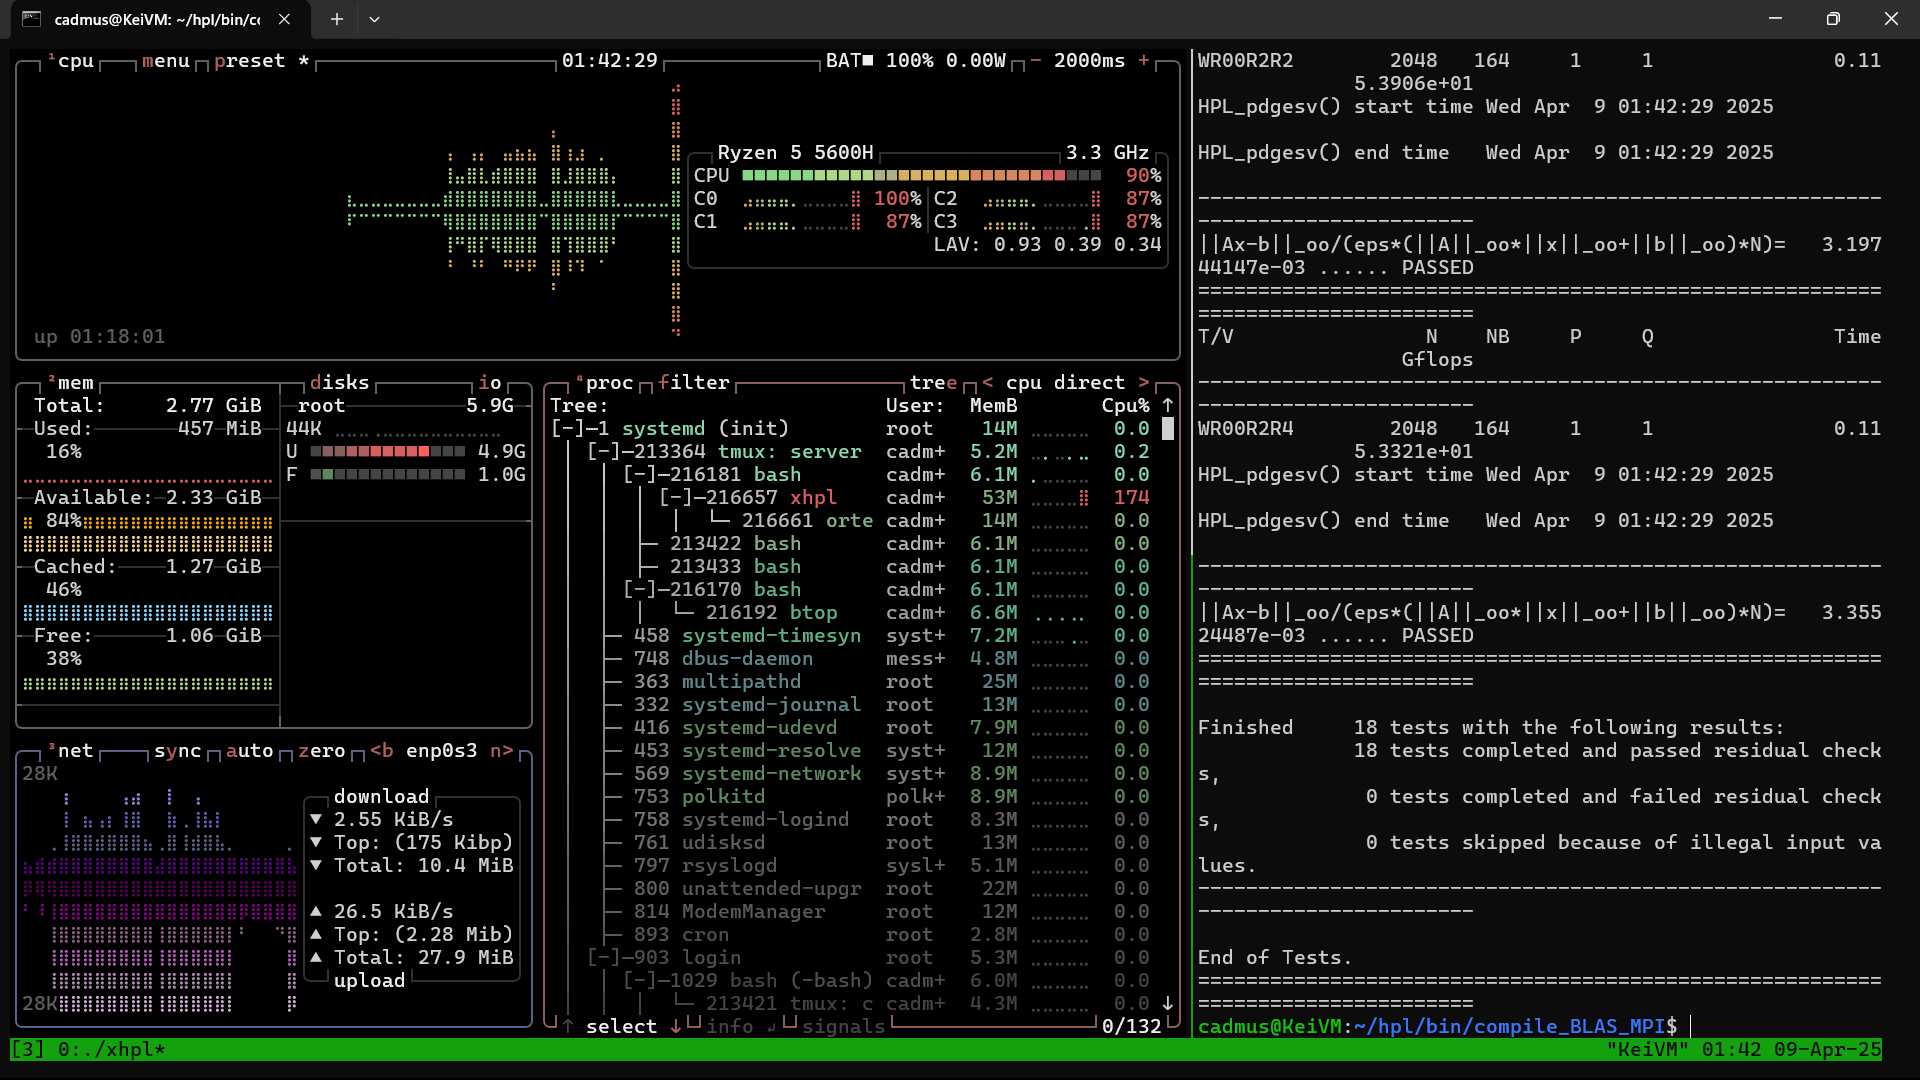 cadmus@KeiVM: ~/hpl/bin/co
¹cpu menu preset * 01:42:29 BAT■ 100% 0.00W - 2000ms +
Ryzen 5 5600H 3.3 GHz
CPU 90%
C0 100% C2 87%
C1 87% C3 87%
LAV: 0.93 0.39 0.34
up 01:18:01
²mem disks io
Total: 2.77 GiB root 5.9G
Used: 457 MiB 44K
16% U 4.9G
F 1.0G
Available: 2.33 GiB
84%
Cached: 1.27 GiB
46%
Free: 1.06 GiB
38%
³net sync auto zero <b enp0s3 n>
28K
download
▼ 2.55 KiB/s
▼ Top: (175 Kibp)
▼ Total: 10.4 MiB
▲ 26.5 KiB/s
▲ Top: (2.28 Mib)
▲ Total: 27.9 MiB
upload
28K
⁴proc filter tree < cpu direct >
Tree: User: MemB Cpu% ↑
[-]─1 systemd (init) root 14M 0.0
[-]─213364 tmux: server cadm+ 5.2M 0.2
[-]─216181 bash cadm+ 6.1M 0.0
[-]─216657 xhpl cadm+ 53M 174
└─ 216661 orte cadm+ 14M 0.0
├─ 213422 bash cadm+ 6.1M 0.0
├─ 213433 bash cadm+ 6.1M 0.0
[-]─216170 bash cadm+ 6.1M 0.0
└─ 216192 btop cadm+ 6.6M 0.0
├─ 458 systemd-timesyn syst+ 7.2M 0.0
├─ 748 dbus-daemon mess+ 4.8M 0.0
├─ 363 multipathd root 25M 0.0
├─ 332 systemd-journal root 13M 0.0
├─ 416 systemd-udevd root 7.9M 0.0
├─ 453 systemd-resolve syst+ 12M 0.0
├─ 569 systemd-network syst+ 8.9M 0.0
├─ 753 polkitd polk+ 8.9M 0.0
├─ 758 systemd-logind root 8.3M 0.0
├─ 761 udisksd root 13M 0.0
├─ 797 rsyslogd sysl+ 5.1M 0.0
├─ 800 unattended-upgr root 22M 0.0
├─ 814 ModemManager root 12M 0.0
├─ 893 cron root 2.8M 0.0
[-]─903 login root 5.3M 0.0
[-]─1029 bash (-bash) cadm+ 6.0M 0.0
└─ 213421 tmux: c cadm+ 4.3M 0.0 ↓
↑ select ↓ info ↲ signals 0/132
WR00R2R2 2048 164 1 1 0.11
5.3906e+01
HPL_pdgesv() start time Wed Apr 9 01:42:29 2025
HPL_pdgesv() end time Wed Apr 9 01:42:29 2025
--------------------------------------------------------------------------------
||Ax-b||_oo/(eps*(||A||_oo*||x||_oo+||b||_oo)*N)= 3.197
44147e-03 ...... PASSED
================================================================================
T/V N NB P Q Time
Gflops
--------------------------------------------------------------------------------
WR00R2R4 2048 164 1 1 0.11
5.3321e+01
HPL_pdgesv() start time Wed Apr 9 01:42:29 2025
HPL_pdgesv() end time Wed Apr 9 01:42:29 2025
--------------------------------------------------------------------------------
||Ax-b||_oo/(eps*(||A||_oo*||x||_oo+||b||_oo)*N)= 3.355
24487e-03 ...... PASSED
================================================================================
Finished 18 tests with the following results:
18 tests completed and passed residual check
s,
0 tests completed and failed residual check
s,
0 tests skipped because of illegal input va
lues.
--------------------------------------------------------------------------------
End of Tests.
================================================================================
cadmus@KeiVM:~/hpl/bin/compile_BLAS_MPI$
[3] 0:./xhpl* "KeiVM" 01:42 09-Apr-25